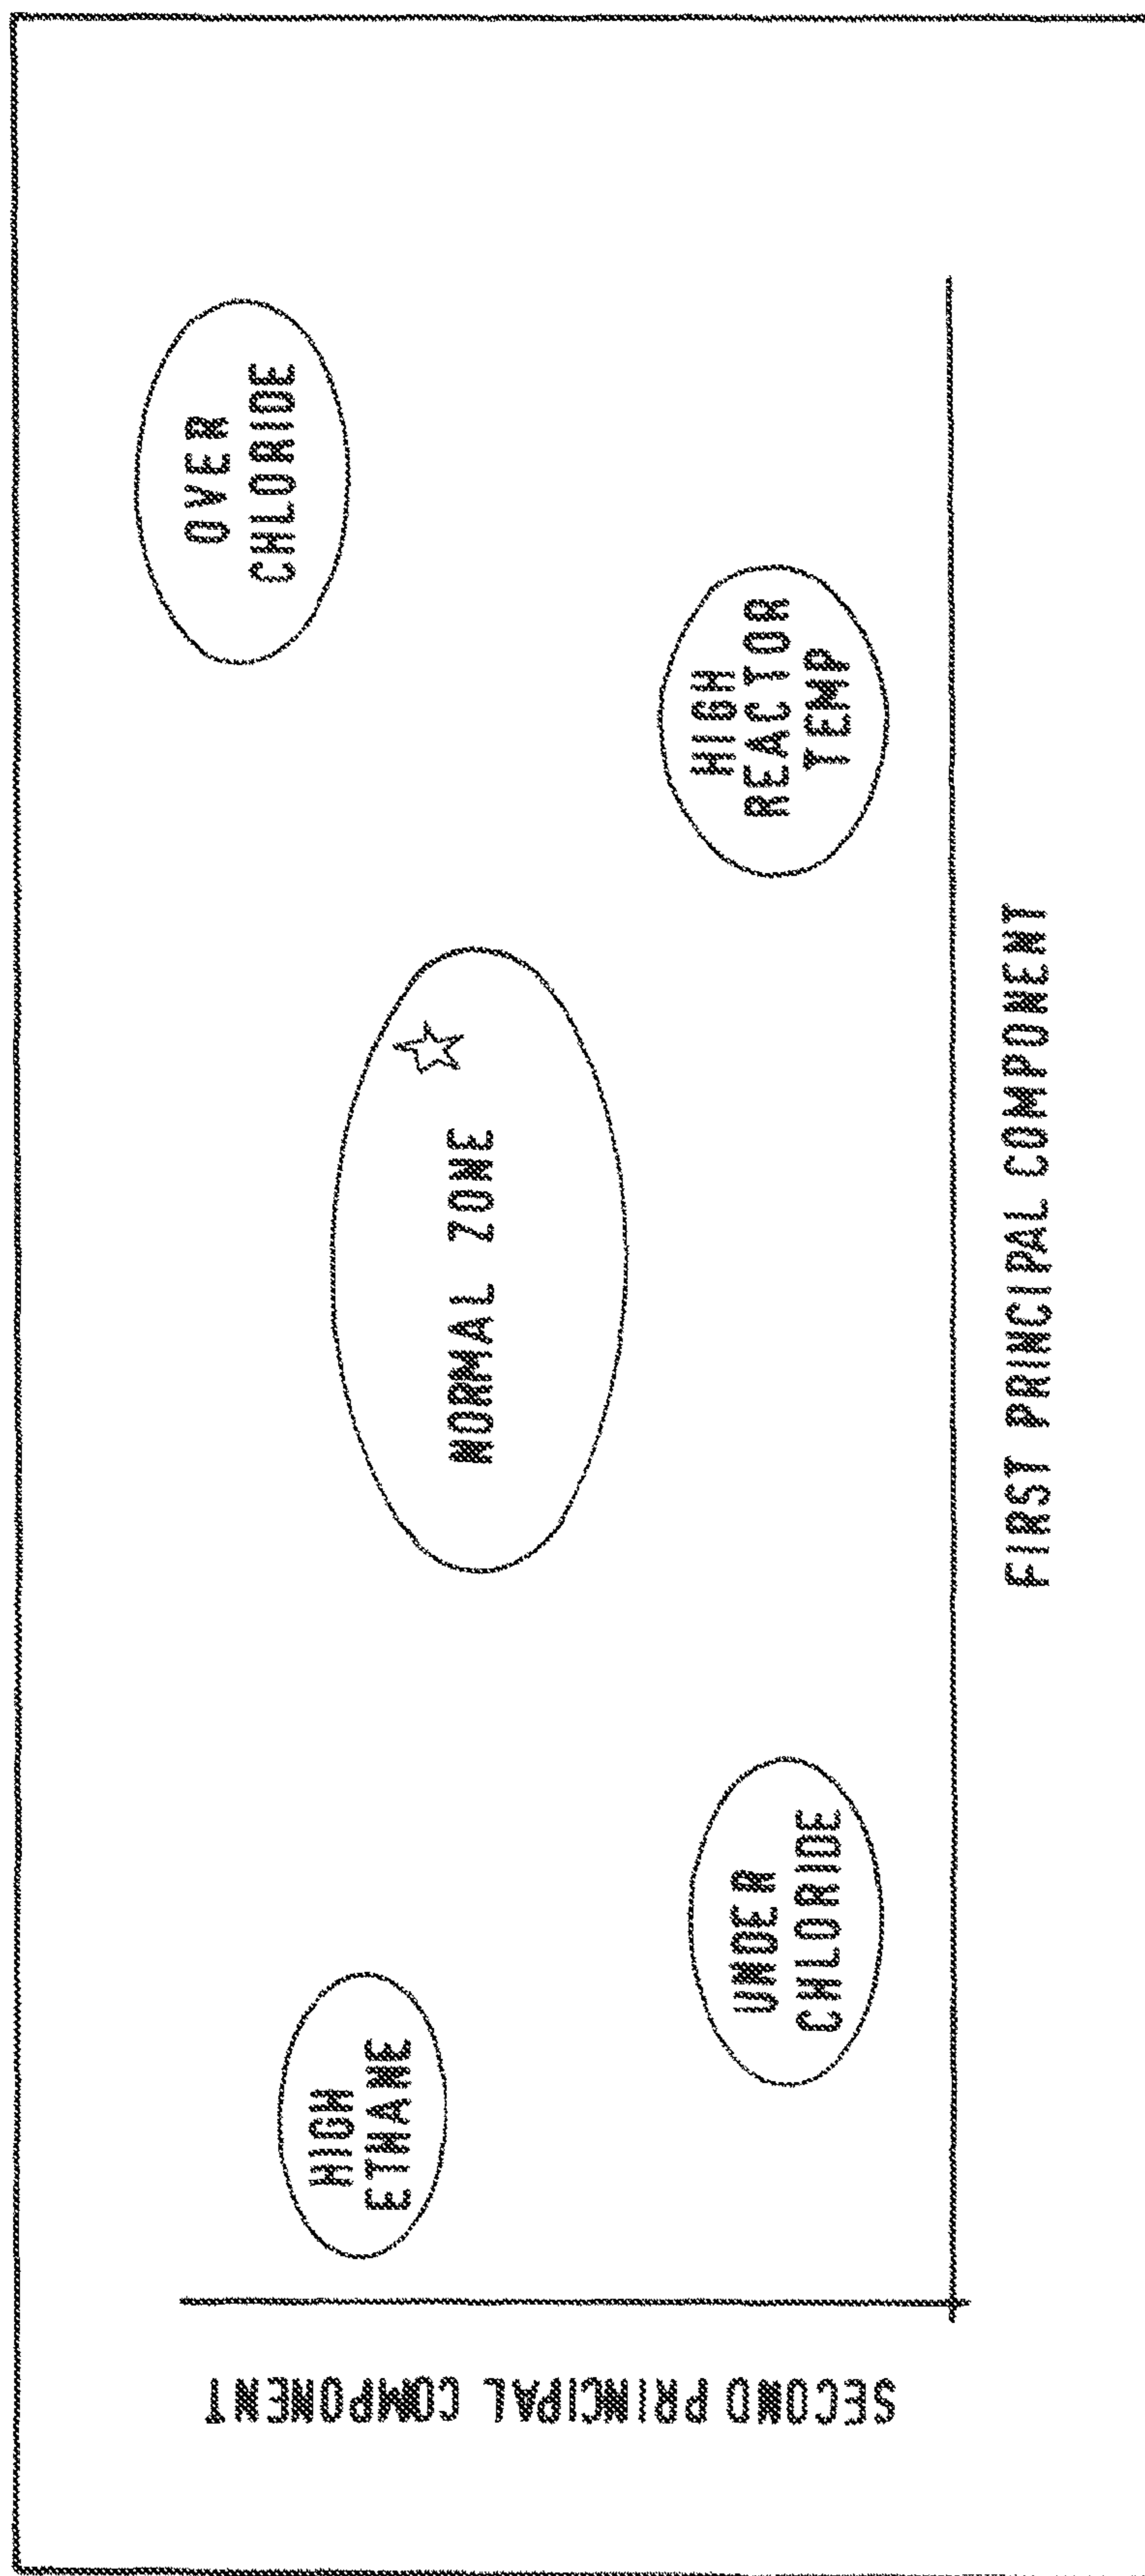 OVER
CHLORIDE
HIGH
REACTOR
TEMP
NORMAL ZONE
HIGH
ETHANE
UNDER
CHLORIDE
FIRST PRINCIPAL COMPONENT
SECOND PRINCIPAL COMPONENT